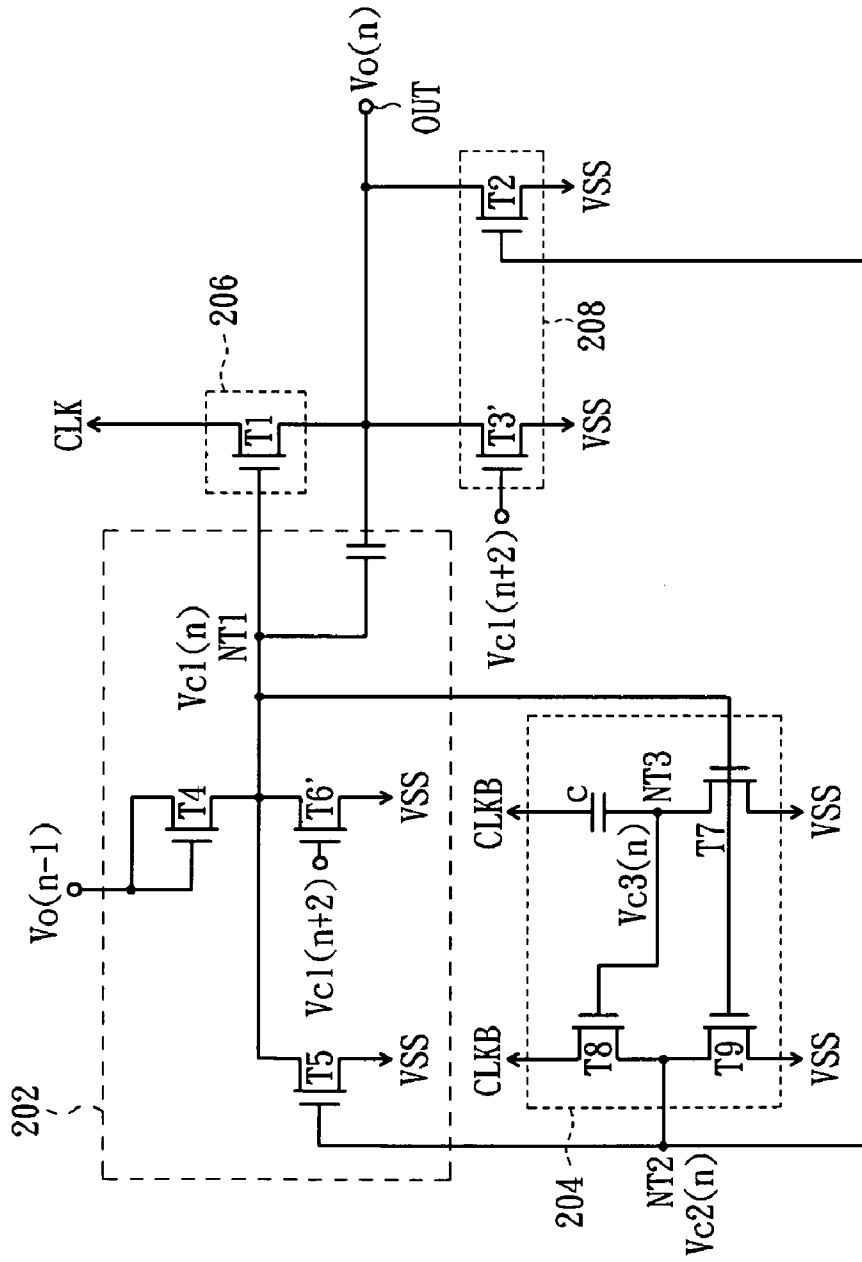 Vo(n)
OUT
CLK
206
T1
T2
VSS
208
T3'
VSS
Vc1(n+2)
Vc1(n)
NT1
Vo(n-1)
T4
T6'
VSS
Vc1(n+2)
T5
VSS
202
CLKB
C
NT3
Vc3(n)
T7
VSS
CLKB
T8
T9
VSS
204
NT2
Vc2(n)